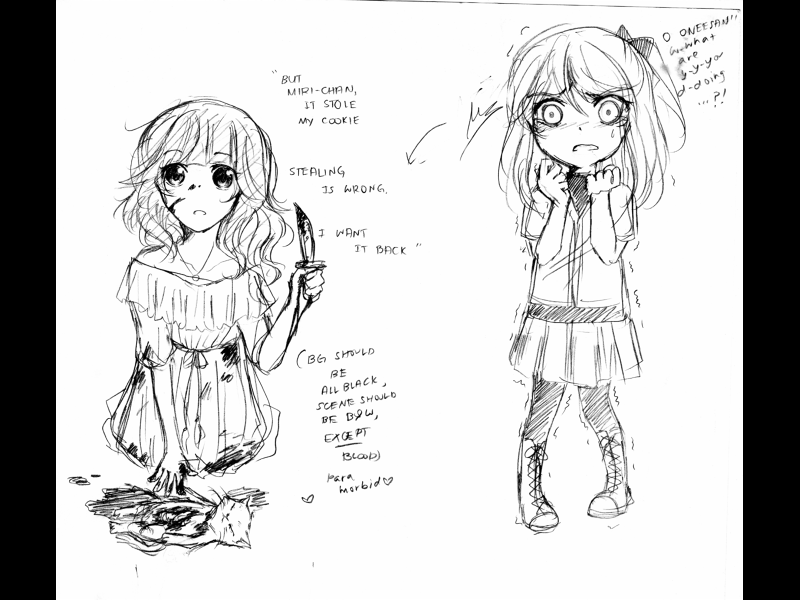 "BUT
MIRI-CHAN,
IT STOLE
MY COOKIE
STEALING
IS WRONG.
I WANT
IT BACK"
(BG SHOULD
BE
ALL BLACK,
SCENE SHOULD
BE B&W,
EXCEPT
BLOOD)
para
morbid♡
O ONEESAN"
w-what
are
y-y-yo
d-doing
...?!